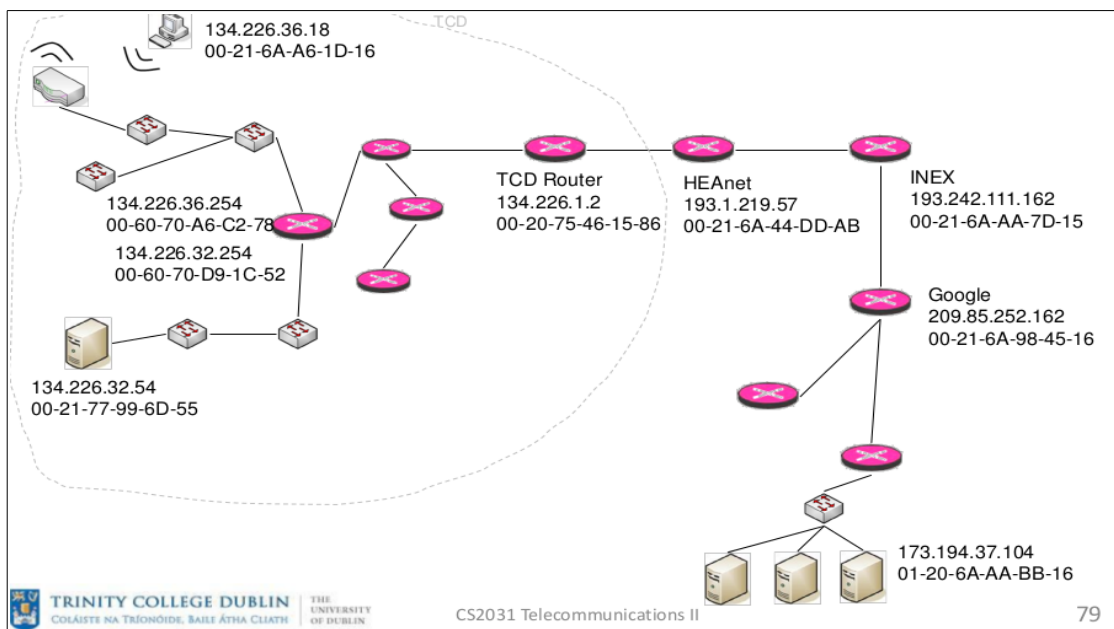 TCD
134.226.36.18
00-21-6A-A6-1D-16
134.226.36.254
00-60-70-A6-C2-78
134.226.32.254
00-60-70-D9-1C-52
134.226.32.54
00-21-77-99-6D-55
TCD Router
134.226.1.2
00-20-75-46-15-86
HEAnet
193.1.219.57
00-21-6A-44-DD-AB
INEX
193.242.111.162
00-21-6A-AA-7D-15
Google
209.85.252.162
00-21-6A-98-45-16
173.194.37.104
01-20-6A-AA-BB-16
TRINITY COLLEGE DUBLIN
COLÁISTE NA TRÍONÓIDE, BAILE ÁTHA CLIATH
THE
UNIVERSITY
OF DUBLIN
CS2031 Telecommunications II
79